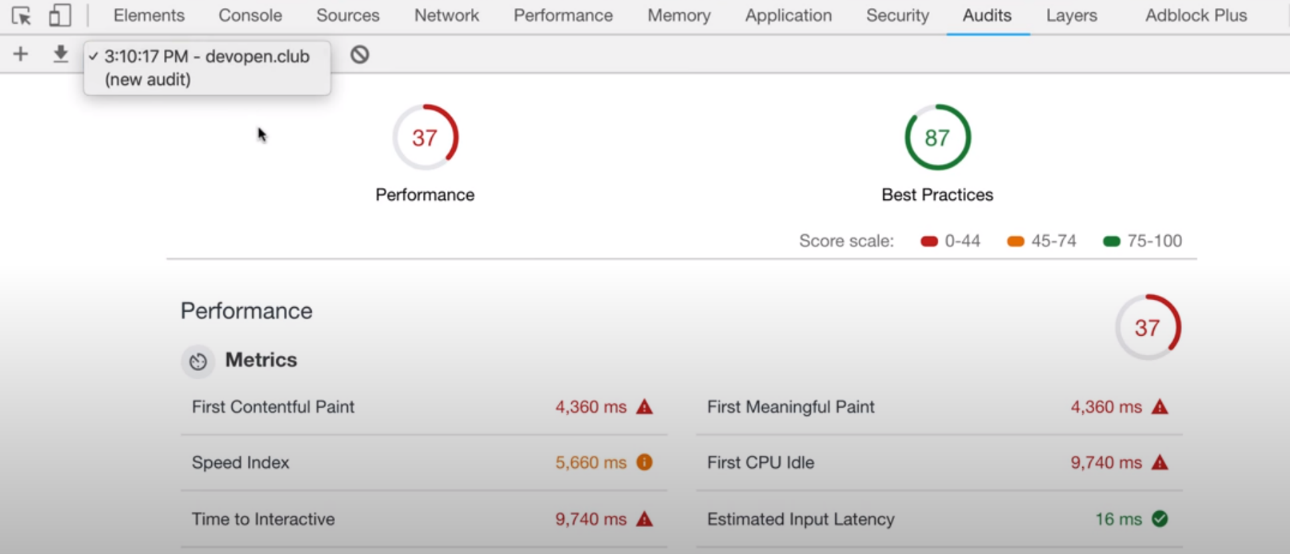 Elements Console Sources Network Performance Memory Application Security Audits Layers Adblock Plus
✓ 3:10:17 PM - devopen.club
(new audit)
37 87
Performance Best Practices
Score scale: 0-44 45-74 75-100
Performance 37
Metrics
First Contentful Paint 4,360 ms First Meaningful Paint 4,360 ms
Speed Index 5,660 ms First CPU Idle 9,740 ms
Time to Interactive 9,740 ms Estimated Input Latency 16 ms